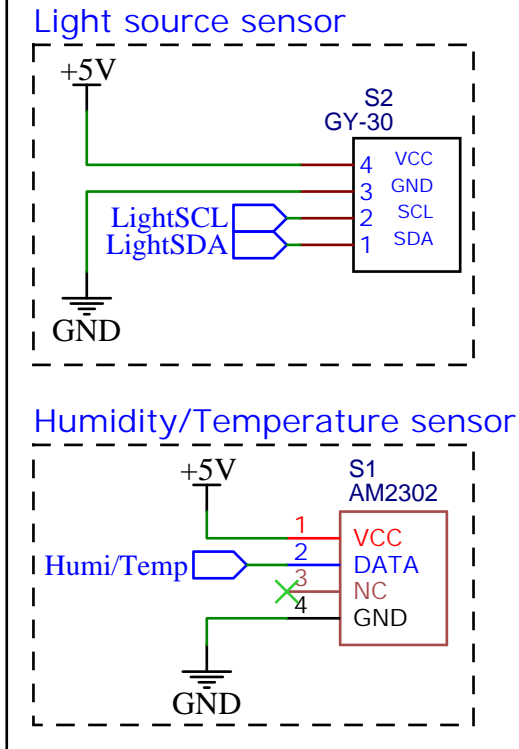 Light source sensor
+5V
S2
GY-30
4 VCC
3 GND
LightSCL 2 SCL
LightSDA 1 SDA
GND
Humidity/Temperature sensor
+5V
S1
AM2302
1 VCC
Humi/Temp 2 DATA
3 NC
4 GND
GND